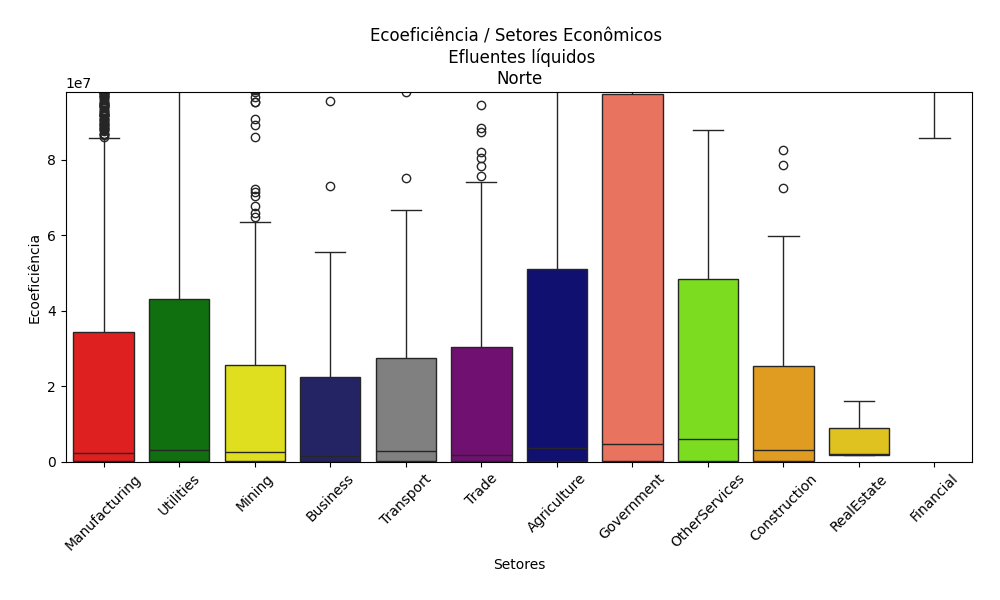 Ecoeficiência / Setores Econômicos
Efluentes líquidos
Norte
1e7
8
6
4
2
0
Ecoeficiência
Manufacturing
Utilities
Mining
Business
Transport
Trade
Agriculture
Government
OtherServices
Construction
RealEstate
Financial
Setores